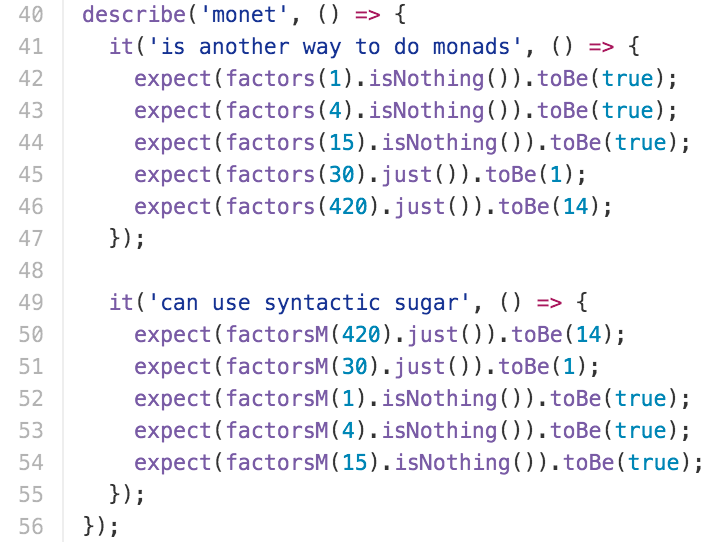 40 describe('monet', () => {
41   it('is another way to do monads', () => {
42     expect(factors(1).isNothing()).toBe(true);
43     expect(factors(4).isNothing()).toBe(true);
44     expect(factors(15).isNothing()).toBe(true);
45     expect(factors(30).just()).toBe(1);
46     expect(factors(420).just()).toBe(14);
47   });
48
49   it('can use syntactic sugar', () => {
50     expect(factorsM(420).just()).toBe(14);
51     expect(factorsM(30).just()).toBe(1);
52     expect(factorsM(1).isNothing()).toBe(true);
53     expect(factorsM(4).isNothing()).toBe(true);
54     expect(factorsM(15).isNothing()).toBe(true);
55   });
56 });